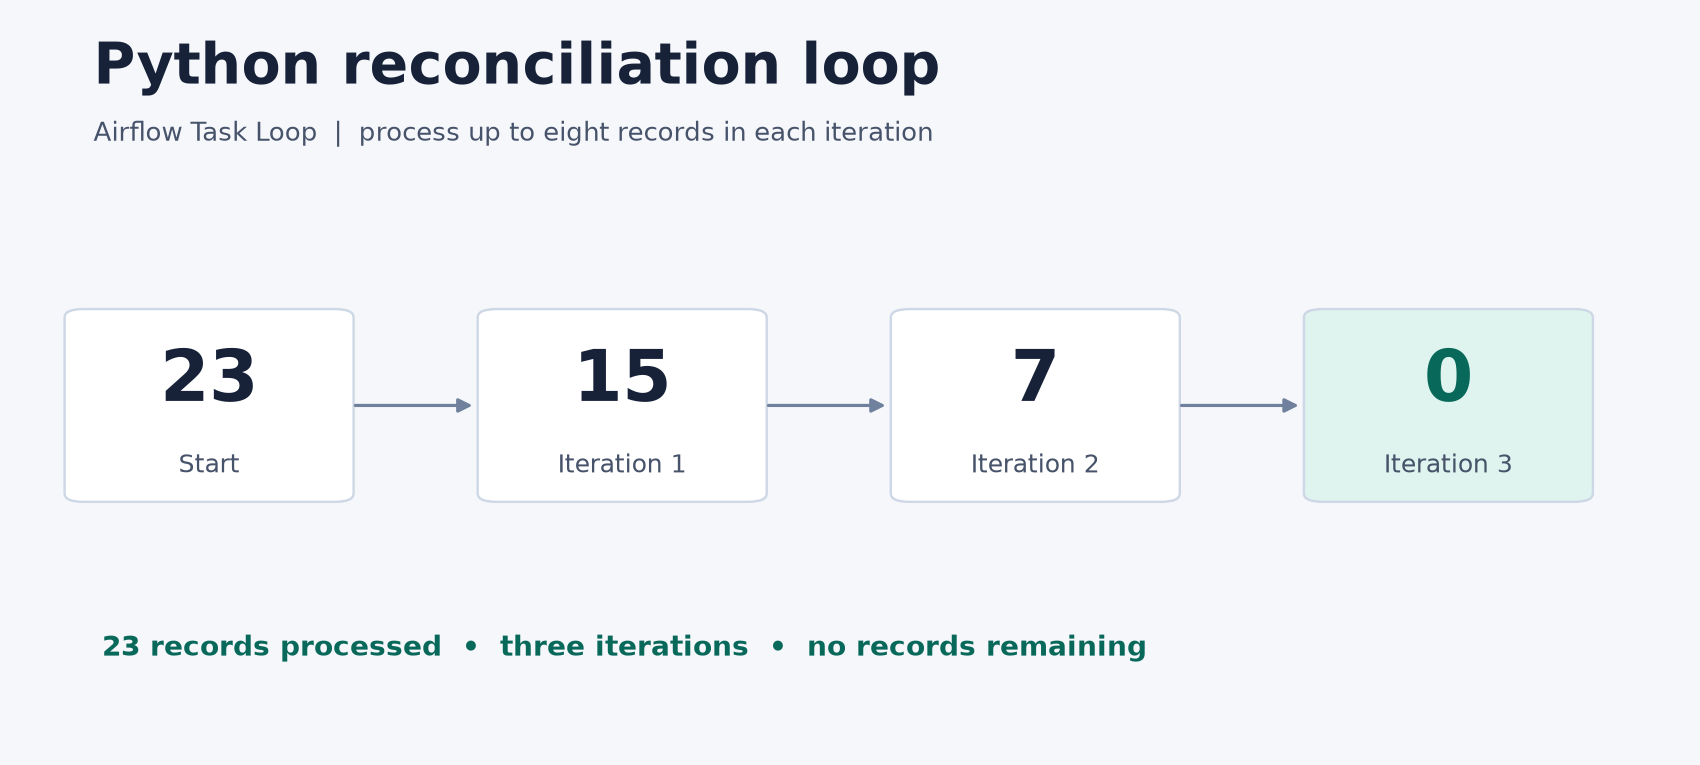 Python reconciliation loop
Airflow Task Loop | process up to eight records in each iteration
23
Start
15
Iteration 1
7
Iteration 2
0
Iteration 3
23 records processed • three iterations • no records remaining